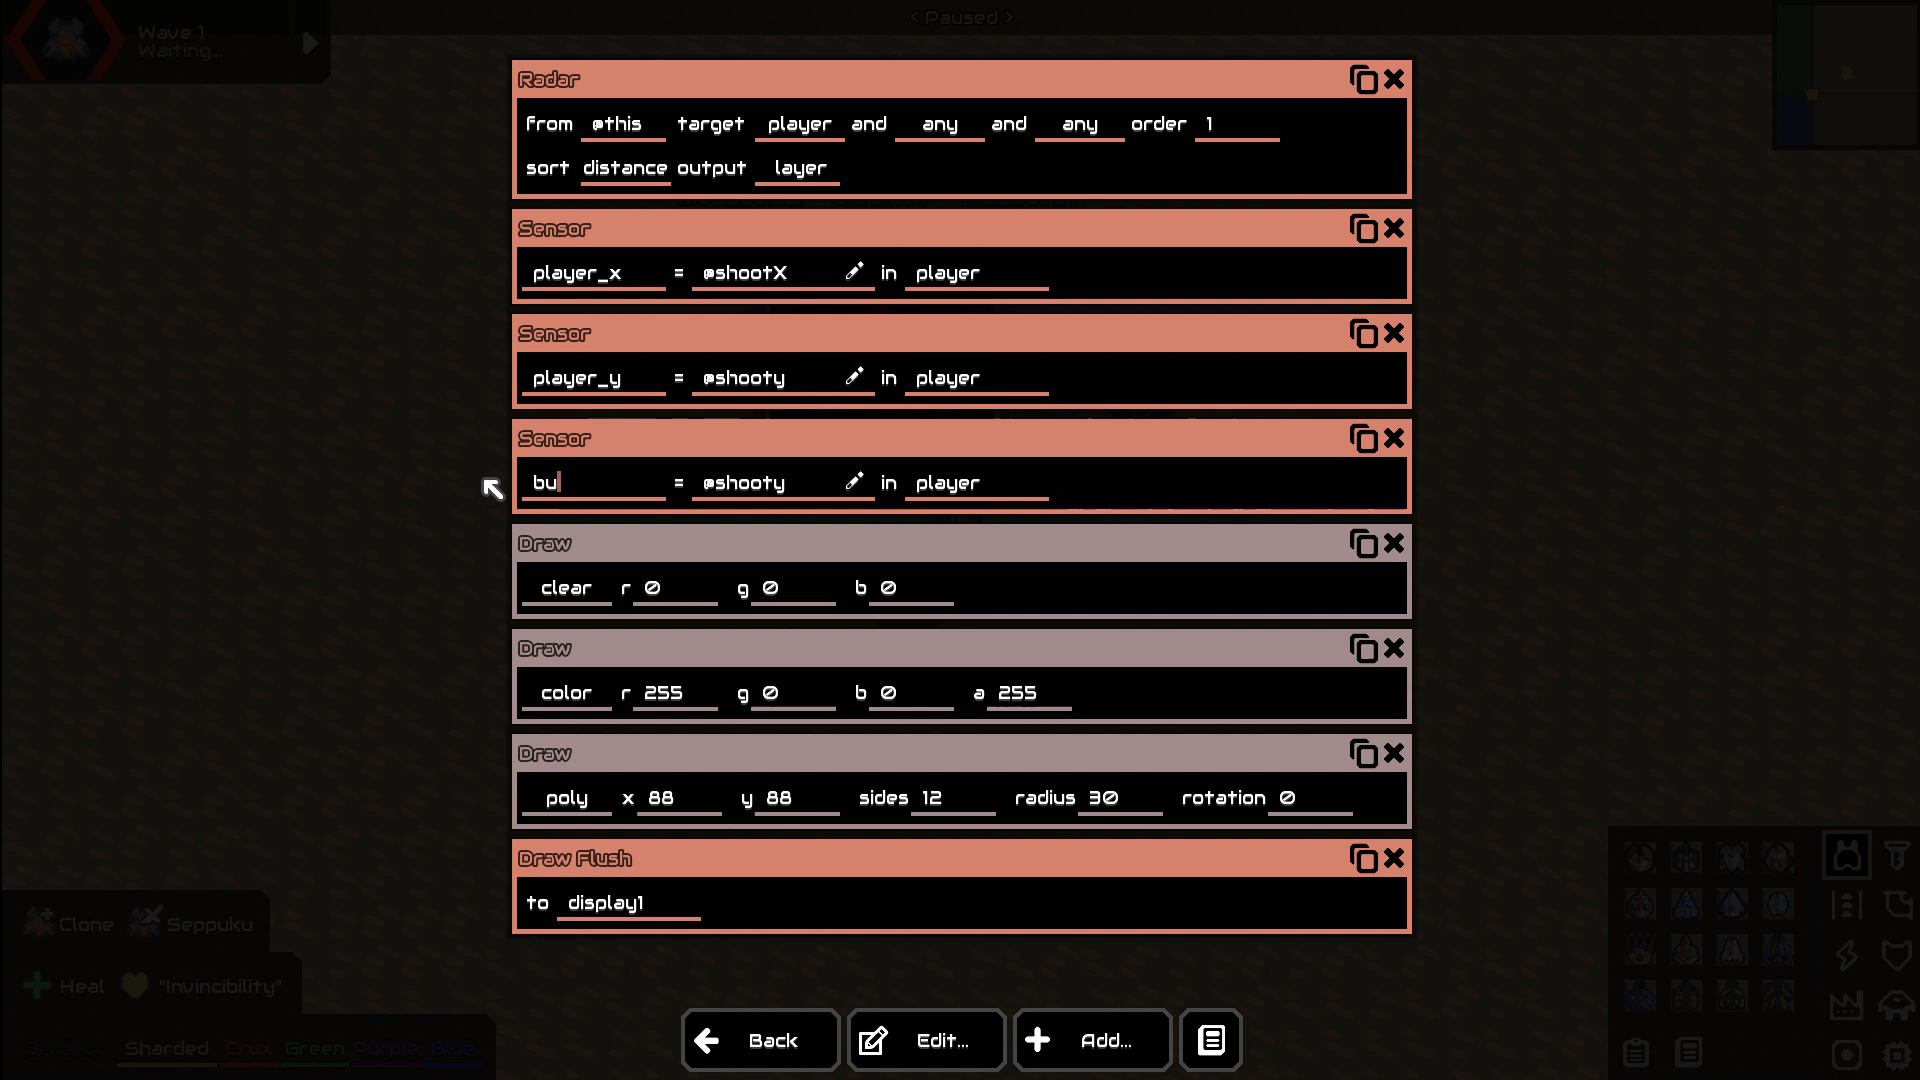 Wave 1
Waiting...
< Paused >
Radar
from @this target player and any and any order 1
sort distance output layer
Sensor
player_x = @shootX in player
Sensor
player_y = @shooty in player
Sensor
bu = @shooty in player
Draw
clear r 0 g 0 b 0
Draw
color r 255 g 0 b 0 a 255
Draw
poly x 88 y 88 sides 12 radius 30 rotation 0
Draw Flush
to display1
Clone Seppuku
Heal "Invincibility"
Sharded Crux Green Purple Blue
Back Edit... Add...